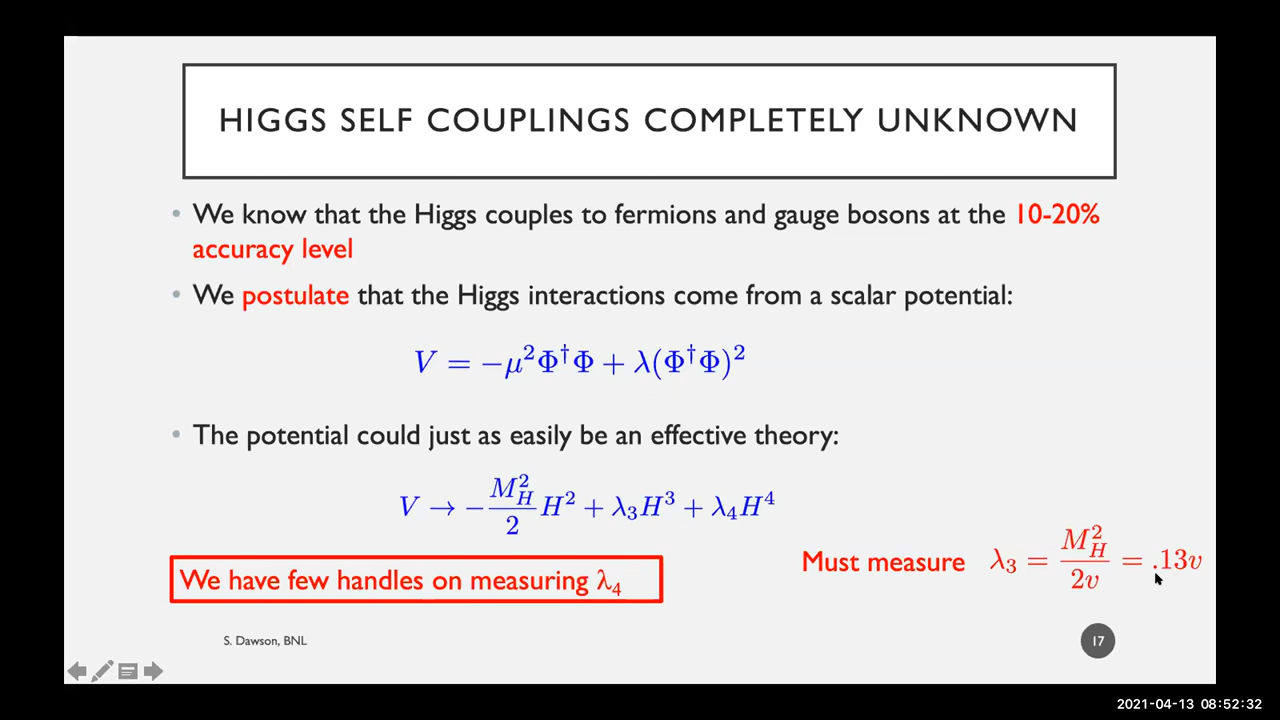 HIGGS SELF COUPLINGS COMPLETELY UNKNOWN
• We know that the Higgs couples to fermions and gauge bosons at the 10-20%
accuracy level
• We postulate that the Higgs interactions come from a scalar potential:
V = −μ²Φ†Φ + λ(Φ†Φ)²
• The potential could just as easily be an effective theory:
V → −M_H²/2 H² + λ₃H³ + λ₄H⁴
Must measure λ₃ = M_H²/2v = .13v
We have few handles on measuring λ₄
S. Dawson, BNL
17
2021-04-13 08:52:32